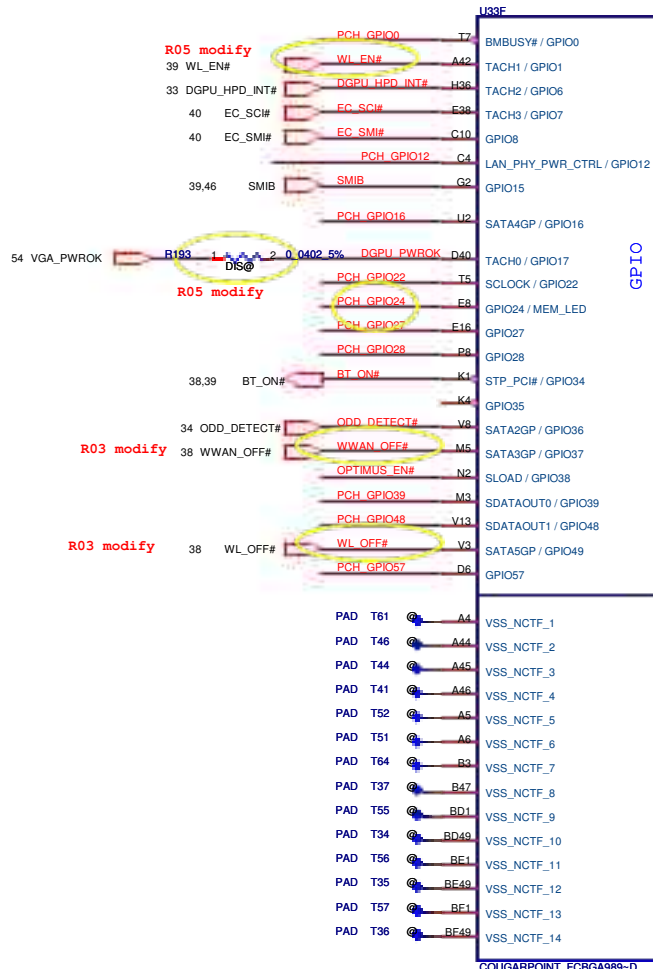 U33F
PCH_GPIO0 T7 BMBUSY# / GPIO0
R05 modify
39 WL_EN# WL_EN# A42 TACH1 / GPIO1
33 DGPU_HPD_INT# DGPU_HPD_INT# H36 TACH2 / GPIO6
40 EC_SCI# EC_SCI# E38 TACH3 / GPIO7
40 EC_SMI# EC_SMI# C10 GPIO8
PCH_GPIO12 C4 LAN_PHY_PWR_CTRL / GPIO12
39,46 SMIB SMIB G2 GPIO15
PCH_GPIO16 U2 SATA4GP / GPIO16
GPIO
54 VGA_PWROK R193 1 2 0_0402_5% DGPU_PWROK D40 TACH0 / GPIO17
DIS@
R05 modify
PCH_GPIO22 T5 SCLOCK / GPIO22
PCH_GPIO24 E8 GPIO24 / MEM_LED
PCH_GPIO27 E16 GPIO27
PCH_GPIO28 P8 GPIO28
38,39 BT_ON# BT_ON# K1 STP_PCI# / GPIO34
K4 GPIO35
34 ODD_DETECT# ODD_DETECT# V8 SATA2GP / GPIO36
R03 modify 38 WWAN_OFF# WWAN_OFF# M5 SATA3GP / GPIO37
OPTIMUS_EN# N2 SLOAD / GPIO38
PCH_GPIO39 M3 SDATAOUT0 / GPIO39
PCH_GPIO48 V13 SDATAOUT1 / GPIO48
R03 modify 38 WL_OFF# WL_OFF# V3 SATA5GP / GPIO49
PCH_GPIO57 D6 GPIO57
PAD T61 @ A4 VSS_NCTF_1
PAD T46 @ A44 VSS_NCTF_2
PAD T44 @ A45 VSS_NCTF_3
PAD T41 @ A46 VSS_NCTF_4
PAD T52 @ A5 VSS_NCTF_5
PAD T51 @ A6 VSS_NCTF_6
PAD T64 @ B3 VSS_NCTF_7
PAD T37 @ B47 VSS_NCTF_8
PAD T55 @ BD1 VSS_NCTF_9
PAD T34 @ BD49 VSS_NCTF_10
PAD T56 @ BE1 VSS_NCTF_11
PAD T35 @ BE49 VSS_NCTF_12
PAD T57 @ BF1 VSS_NCTF_13
PAD T36 @ BF49 VSS_NCTF_14
COUGARPOINT_FCBGA989~D